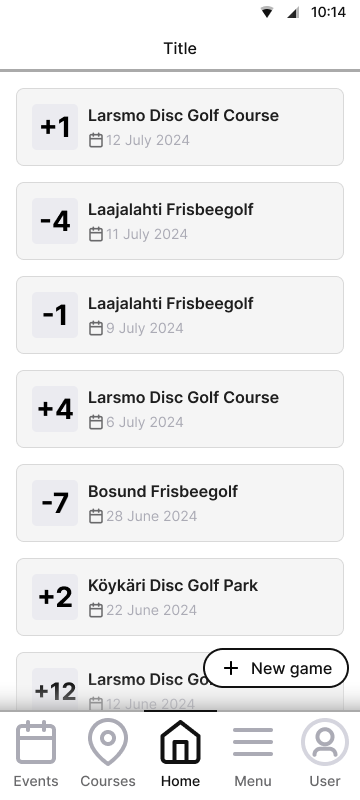 10:14
Title
+1
Larsmo Disc Golf Course
12 July 2024
-4
Laajalahti Frisbeegolf
11 July 2024
-1
Laajalahti Frisbeegolf
9 July 2024
+4
Larsmo Disc Golf Course
6 July 2024
-7
Bosund Frisbeegolf
28 June 2024
+2
Köykäri Disc Golf Park
22 June 2024
+12
Larsmo Disc Go
12 June 2024
+ New game
Events Courses Home Menu User